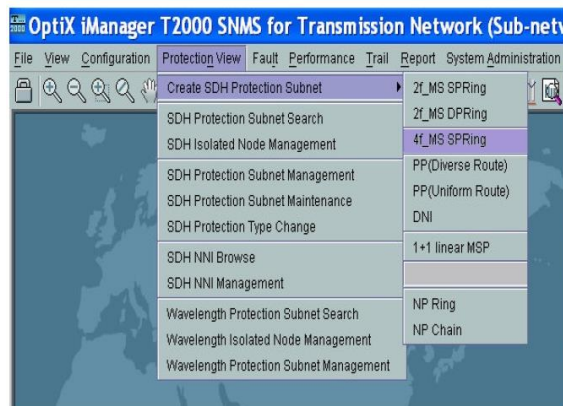 OptiX iManager T2000 SNMS for Transmission Network (Sub-netw
File View Configuration Protection View Fault Performance Trail Report System Administration
Create SDH Protection Subnet
SDH Protection Subnet Search
SDH Isolated Node Management
SDH Protection Subnet Management
SDH Protection Subnet Maintenance
SDH Protection Type Change
SDH NNI Browse
SDH NNI Management
Wavelength Protection Subnet Search
Wavelength Isolated Node Management
Wavelength Protection Subnet Management
2f_MS SPRing
2f_MS DPRing
4f_MS SPRing
PP(Diverse Route)
PP(Uniform Route)
DNI
1+1 linear MSP
NP Ring
NP Chain